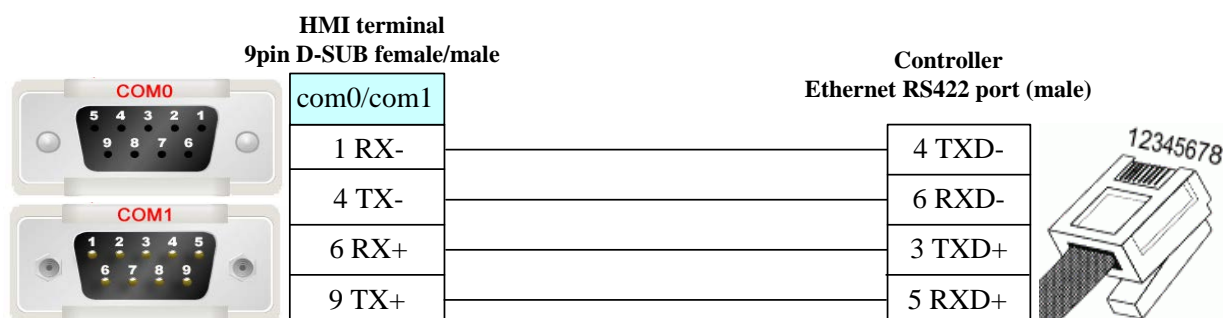 HMI terminal
9pin D-SUB female/male
Controller
Ethernet RS422 port (male)
COM0
5 4 3 2 1
9 8 7 6
COM1
1 2 3 4 5
6 7 8 9
com0/com1
1 RX-
4 TXD-
4 TX-
6 RXD-
6 RX+
3 TXD+
9 TX+
5 RXD+
12345678